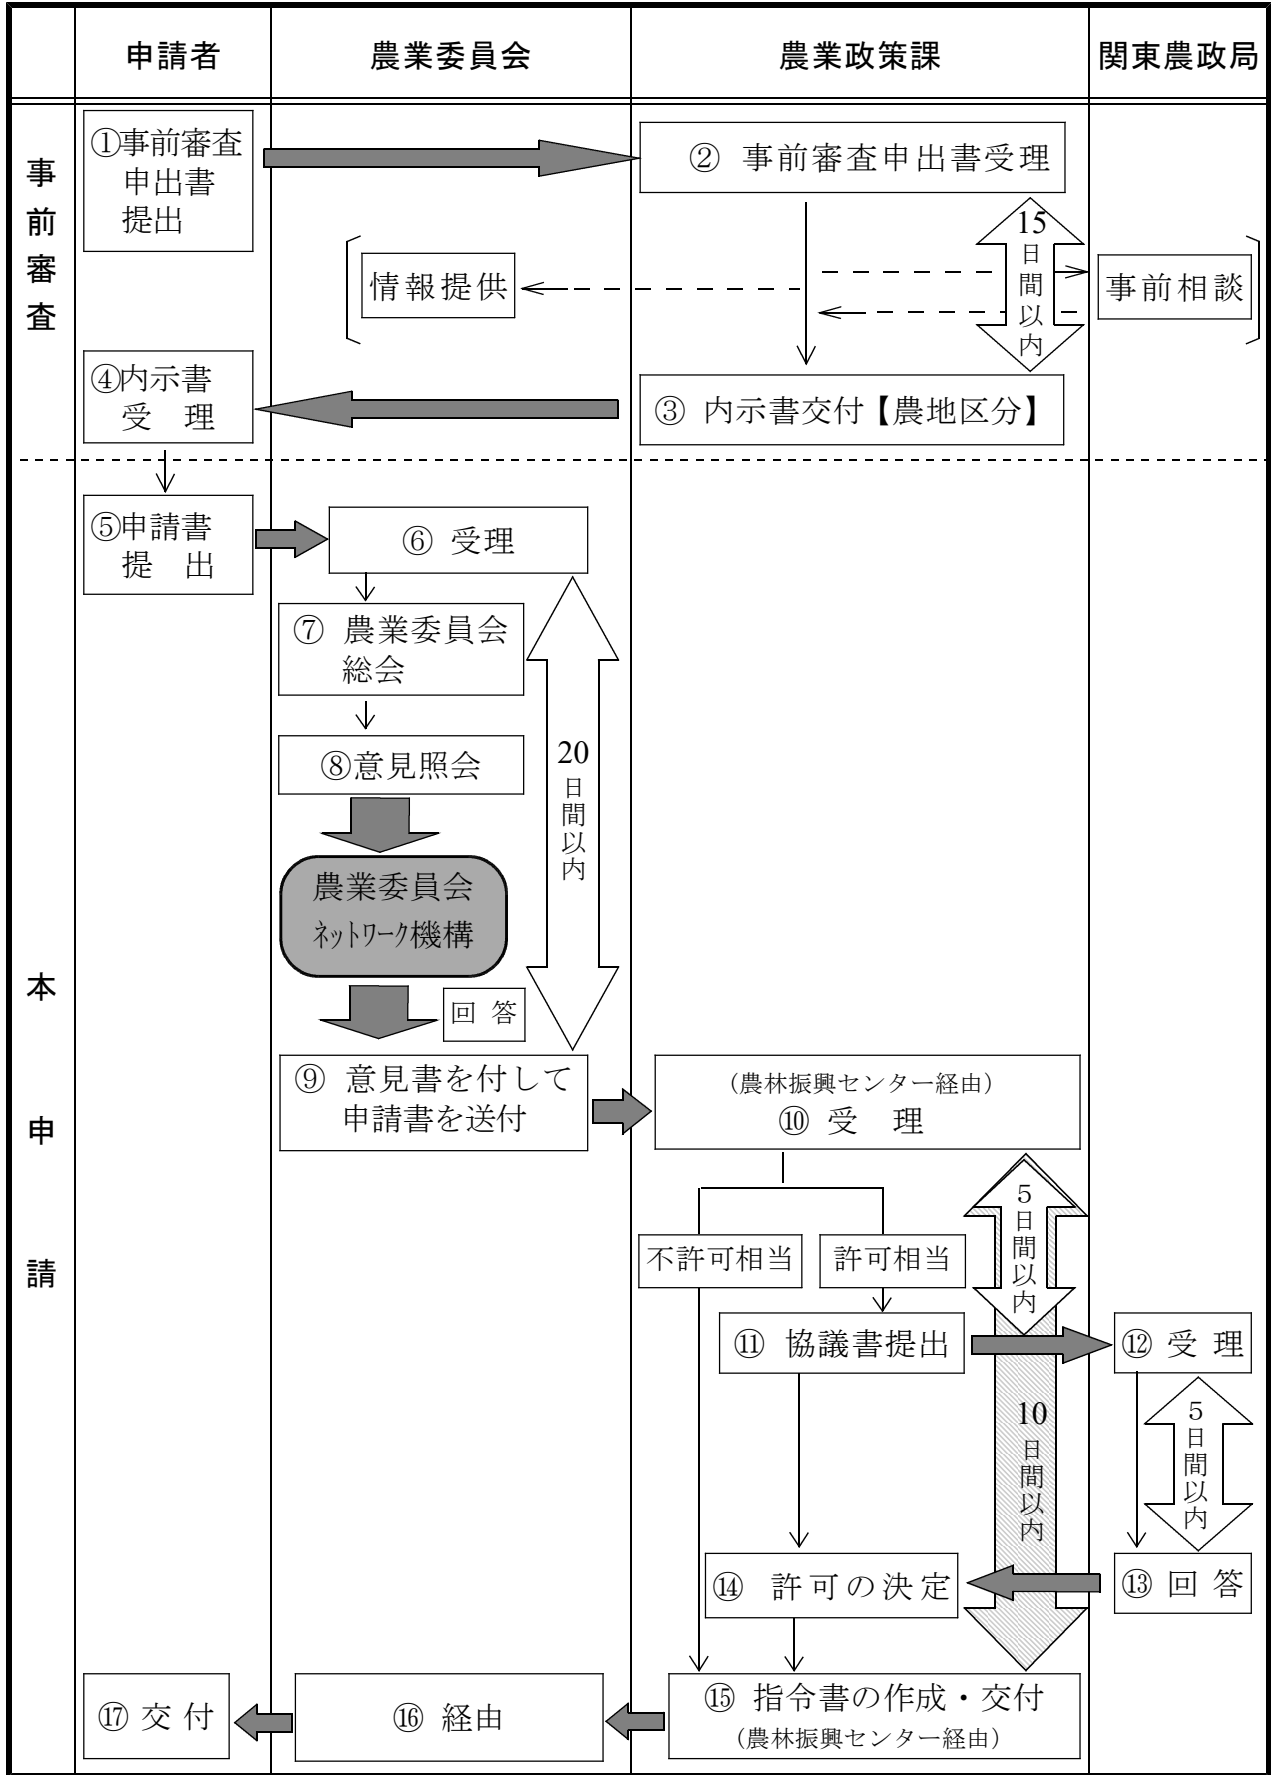 申請者
農業委員会
農業政策課
関東農政局
事前審査
①事前審査
申出書
提出
② 事前審査申出書受理
15日間以内
情報提供
事前相談
③ 内示書交付【農地区分】
④内示書
受　理
本申請
⑤申請書
提　出
⑥ 受理
⑦ 農業委員会
総会
⑧意見照会
20日間以内
農業委員会
ﾈｯﾄﾜｰｸ機構
回 答
⑨ 意見書を付して
申請書を送付
（農林振興センター経由）
⑩ 受　理
5日間以内
不許可相当
許可相当
⑪ 協議書提出
⑫ 受 理
10日間以内
5日間以内
⑬ 回 答
⑭ 許可の決定
⑮ 指令書の作成・交付
（農林振興センター経由）
⑯ 経由
⑰ 交 付